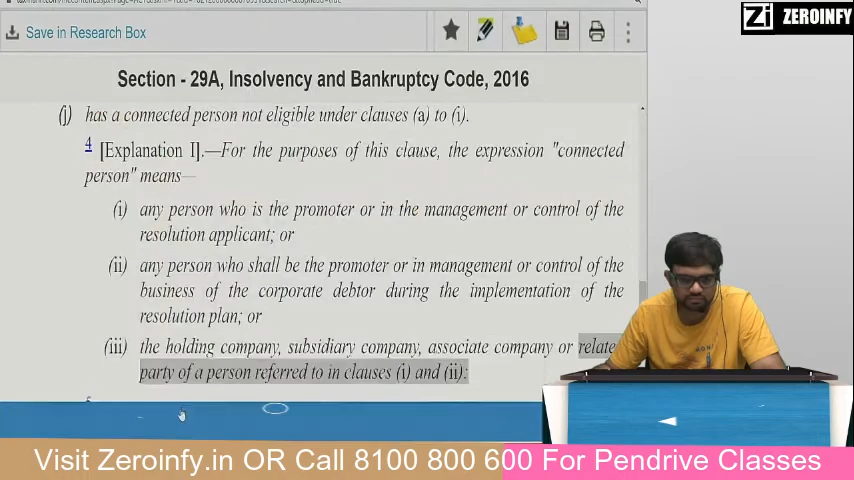 Zi ZEROINFY
Save in Research Box
Section - 29A, Insolvency and Bankruptcy Code, 2016
(j) has a connected person not eligible under clauses (a) to (i).
4 [Explanation I].—For the purposes of this clause, the expression "connected
person" means—
(i) any person who is the promoter or in the management or control of the
resolution applicant; or
(ii) any person who shall be the promoter or in management or control of the
business of the corporate debtor during the implementation of the
resolution plan; or
(iii) the holding company, subsidiary company, associate company or relate
party of a person referred to in clauses (i) and (ii):
Visit Zeroinfy.in OR Call 8100 800 600 For Pendrive Classes